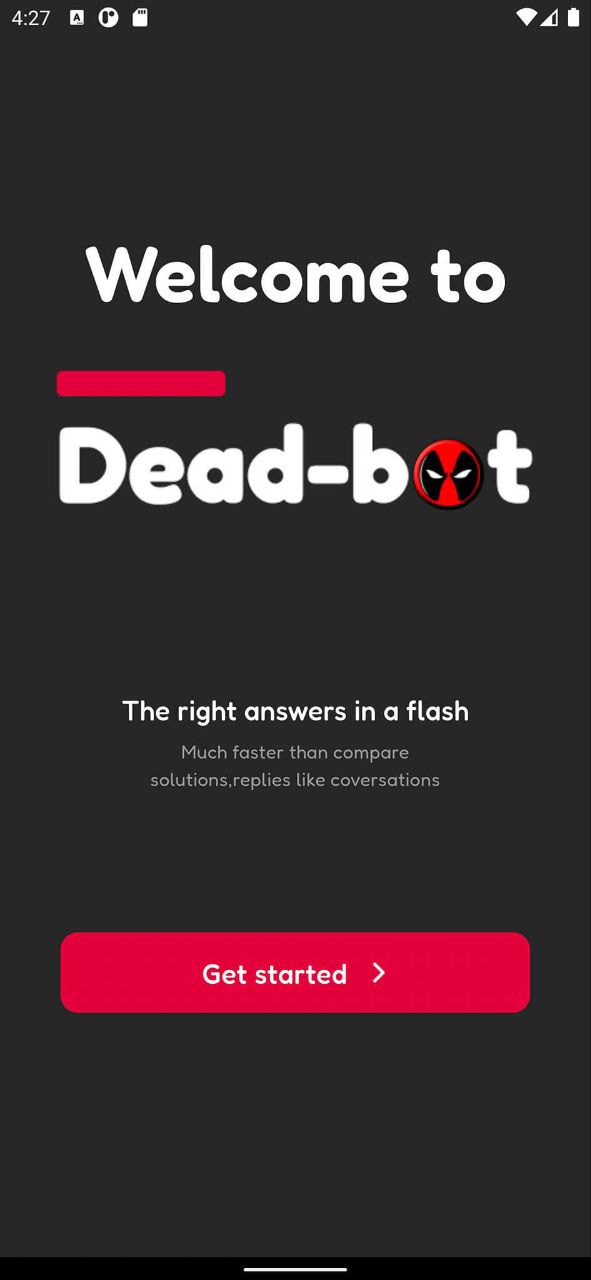 4:27
Welcome to
Dead-bot
The right answers in a flash
Much faster than compare
solutions,replies like coversations
Get started